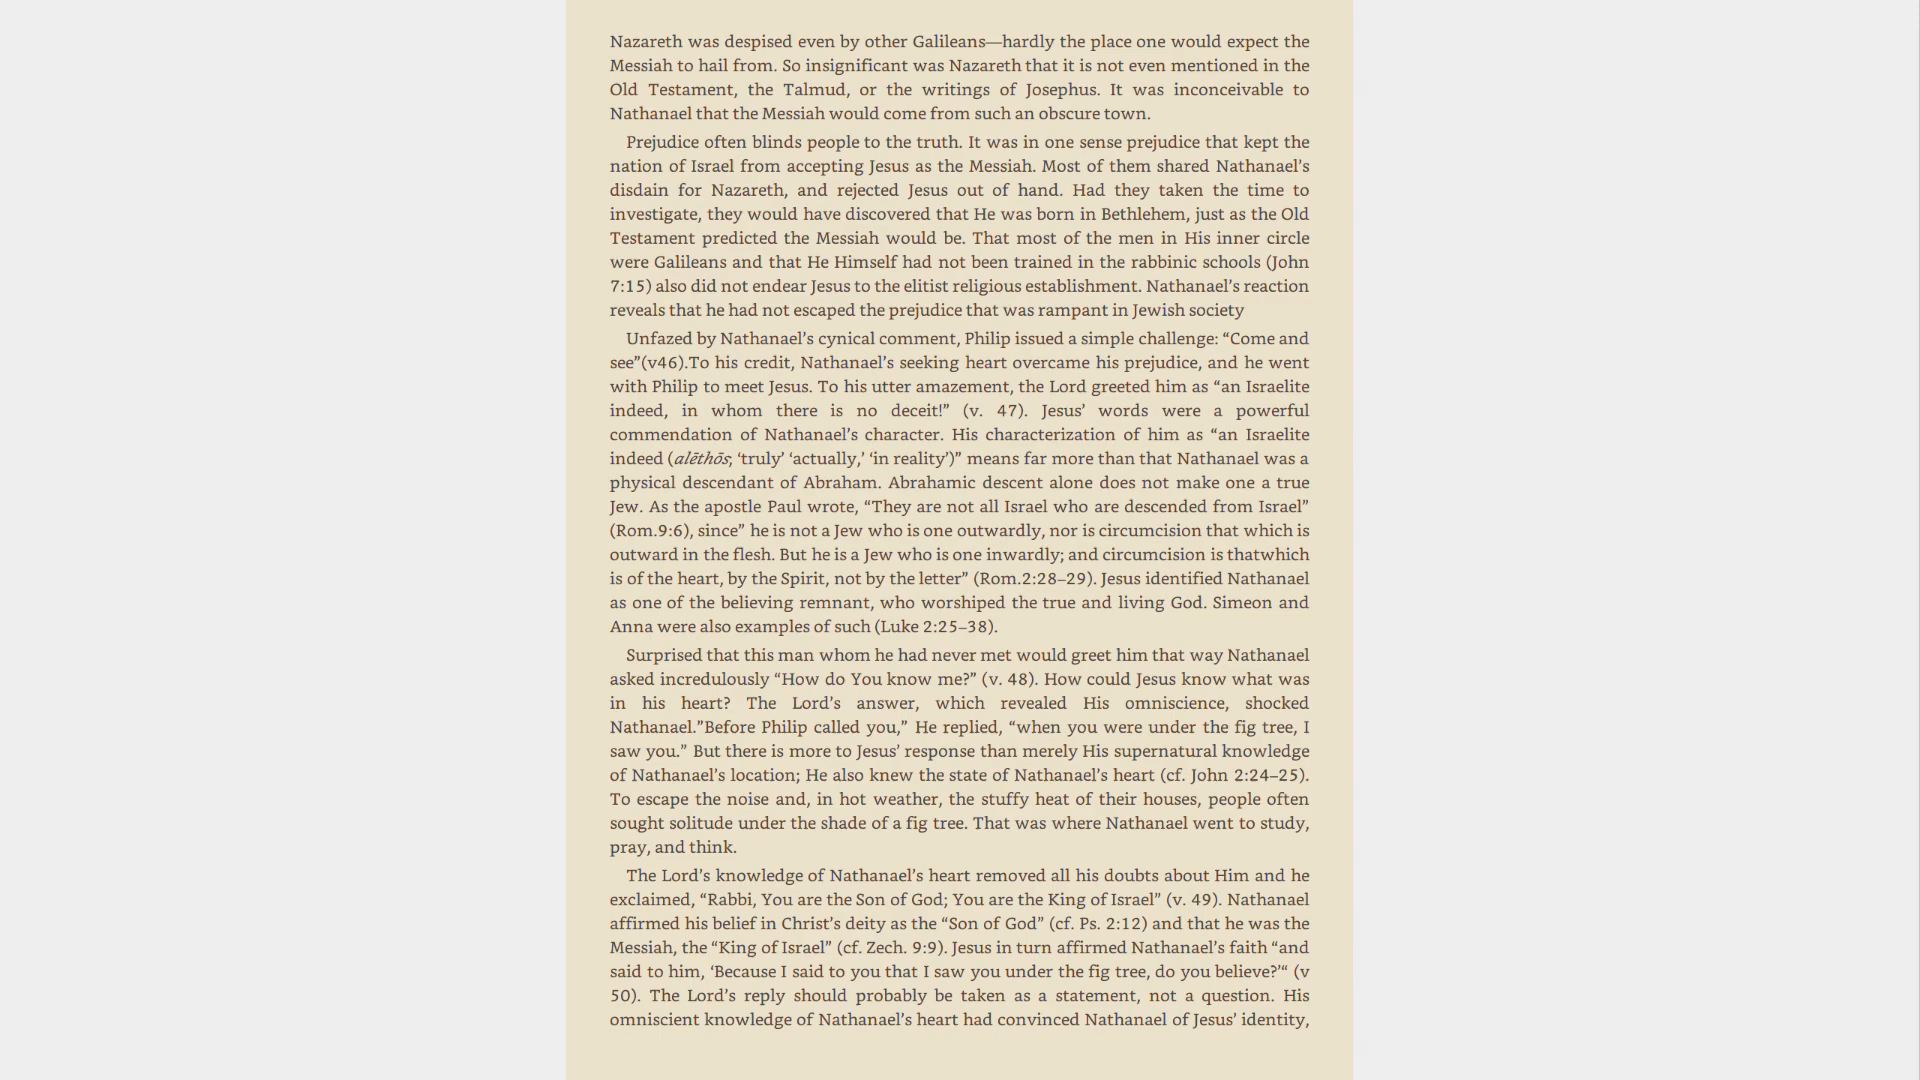 Nazareth was despised even by other Galileans—hardly the place one would expect the
Messiah to hail from. So insignificant was Nazareth that it is not even mentioned in the
Old Testament, the Talmud, or the writings of Josephus. It was inconceivable to
Nathanael that the Messiah would come from such an obscure town.
Prejudice often blinds people to the truth. It was in one sense prejudice that kept the
nation of Israel from accepting Jesus as the Messiah. Most of them shared Nathanael’s
disdain for Nazareth, and rejected Jesus out of hand. Had they taken the time to
investigate, they would have discovered that He was born in Bethlehem, just as the Old
Testament predicted the Messiah would be. That most of the men in His inner circle
were Galileans and that He Himself had not been trained in the rabbinic schools (John
7:15) also did not endear Jesus to the elitist religious establishment. Nathanael’s reaction
reveals that he had not escaped the prejudice that was rampant in Jewish society
Unfazed by Nathanael’s cynical comment, Philip issued a simple challenge: “Come and
see”(v46).To his credit, Nathanael’s seeking heart overcame his prejudice, and he went
with Philip to meet Jesus. To his utter amazement, the Lord greeted him as “an Israelite
indeed, in whom there is no deceit!” (v. 47). Jesus’ words were a powerful
commendation of Nathanael’s character. His characterization of him as “an Israelite
indeed (alēthōs; ‘truly’ ‘actually,’ ‘in reality’)” means far more than that Nathanael was a
physical descendant of Abraham. Abrahamic descent alone does not make one a true
Jew. As the apostle Paul wrote, “They are not all Israel who are descended from Israel”
(Rom.9:6), since” he is not a Jew who is one outwardly, nor is circumcision that which is
outward in the flesh. But he is a Jew who is one inwardly; and circumcision is thatwhich
is of the heart, by the Spirit, not by the letter” (Rom.2:28–29). Jesus identified Nathanael
as one of the believing remnant, who worshiped the true and living God. Simeon and
Anna were also examples of such (Luke 2:25–38).
Surprised that this man whom he had never met would greet him that way Nathanael
asked incredulously “How do You know me?” (v. 48). How could Jesus know what was
in his heart? The Lord’s answer, which revealed His omniscience, shocked
Nathanael.”Before Philip called you,” He replied, “when you were under the fig tree, I
saw you.” But there is more to Jesus’ response than merely His supernatural knowledge
of Nathanael’s location; He also knew the state of Nathanael’s heart (cf. John 2:24–25).
To escape the noise and, in hot weather, the stuffy heat of their houses, people often
sought solitude under the shade of a fig tree. That was where Nathanael went to study,
pray, and think.
The Lord’s knowledge of Nathanael’s heart removed all his doubts about Him and he
exclaimed, “Rabbi, You are the Son of God; You are the King of Israel” (v. 49). Nathanael
affirmed his belief in Christ’s deity as the “Son of God” (cf. Ps. 2:12) and that he was the
Messiah, the “King of Israel” (cf. Zech. 9:9). Jesus in turn affirmed Nathanael’s faith “and
said to him, ‘Because I said to you that I saw you under the fig tree, do you believe?’“ (v
50). The Lord’s reply should probably be taken as a statement, not a question. His
omniscient knowledge of Nathanael’s heart had convinced Nathanael of Jesus’ identity,